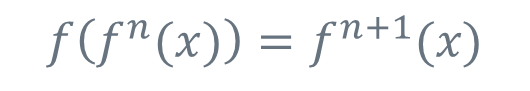 f(fⁿ(x)) = fⁿ⁺¹(x)